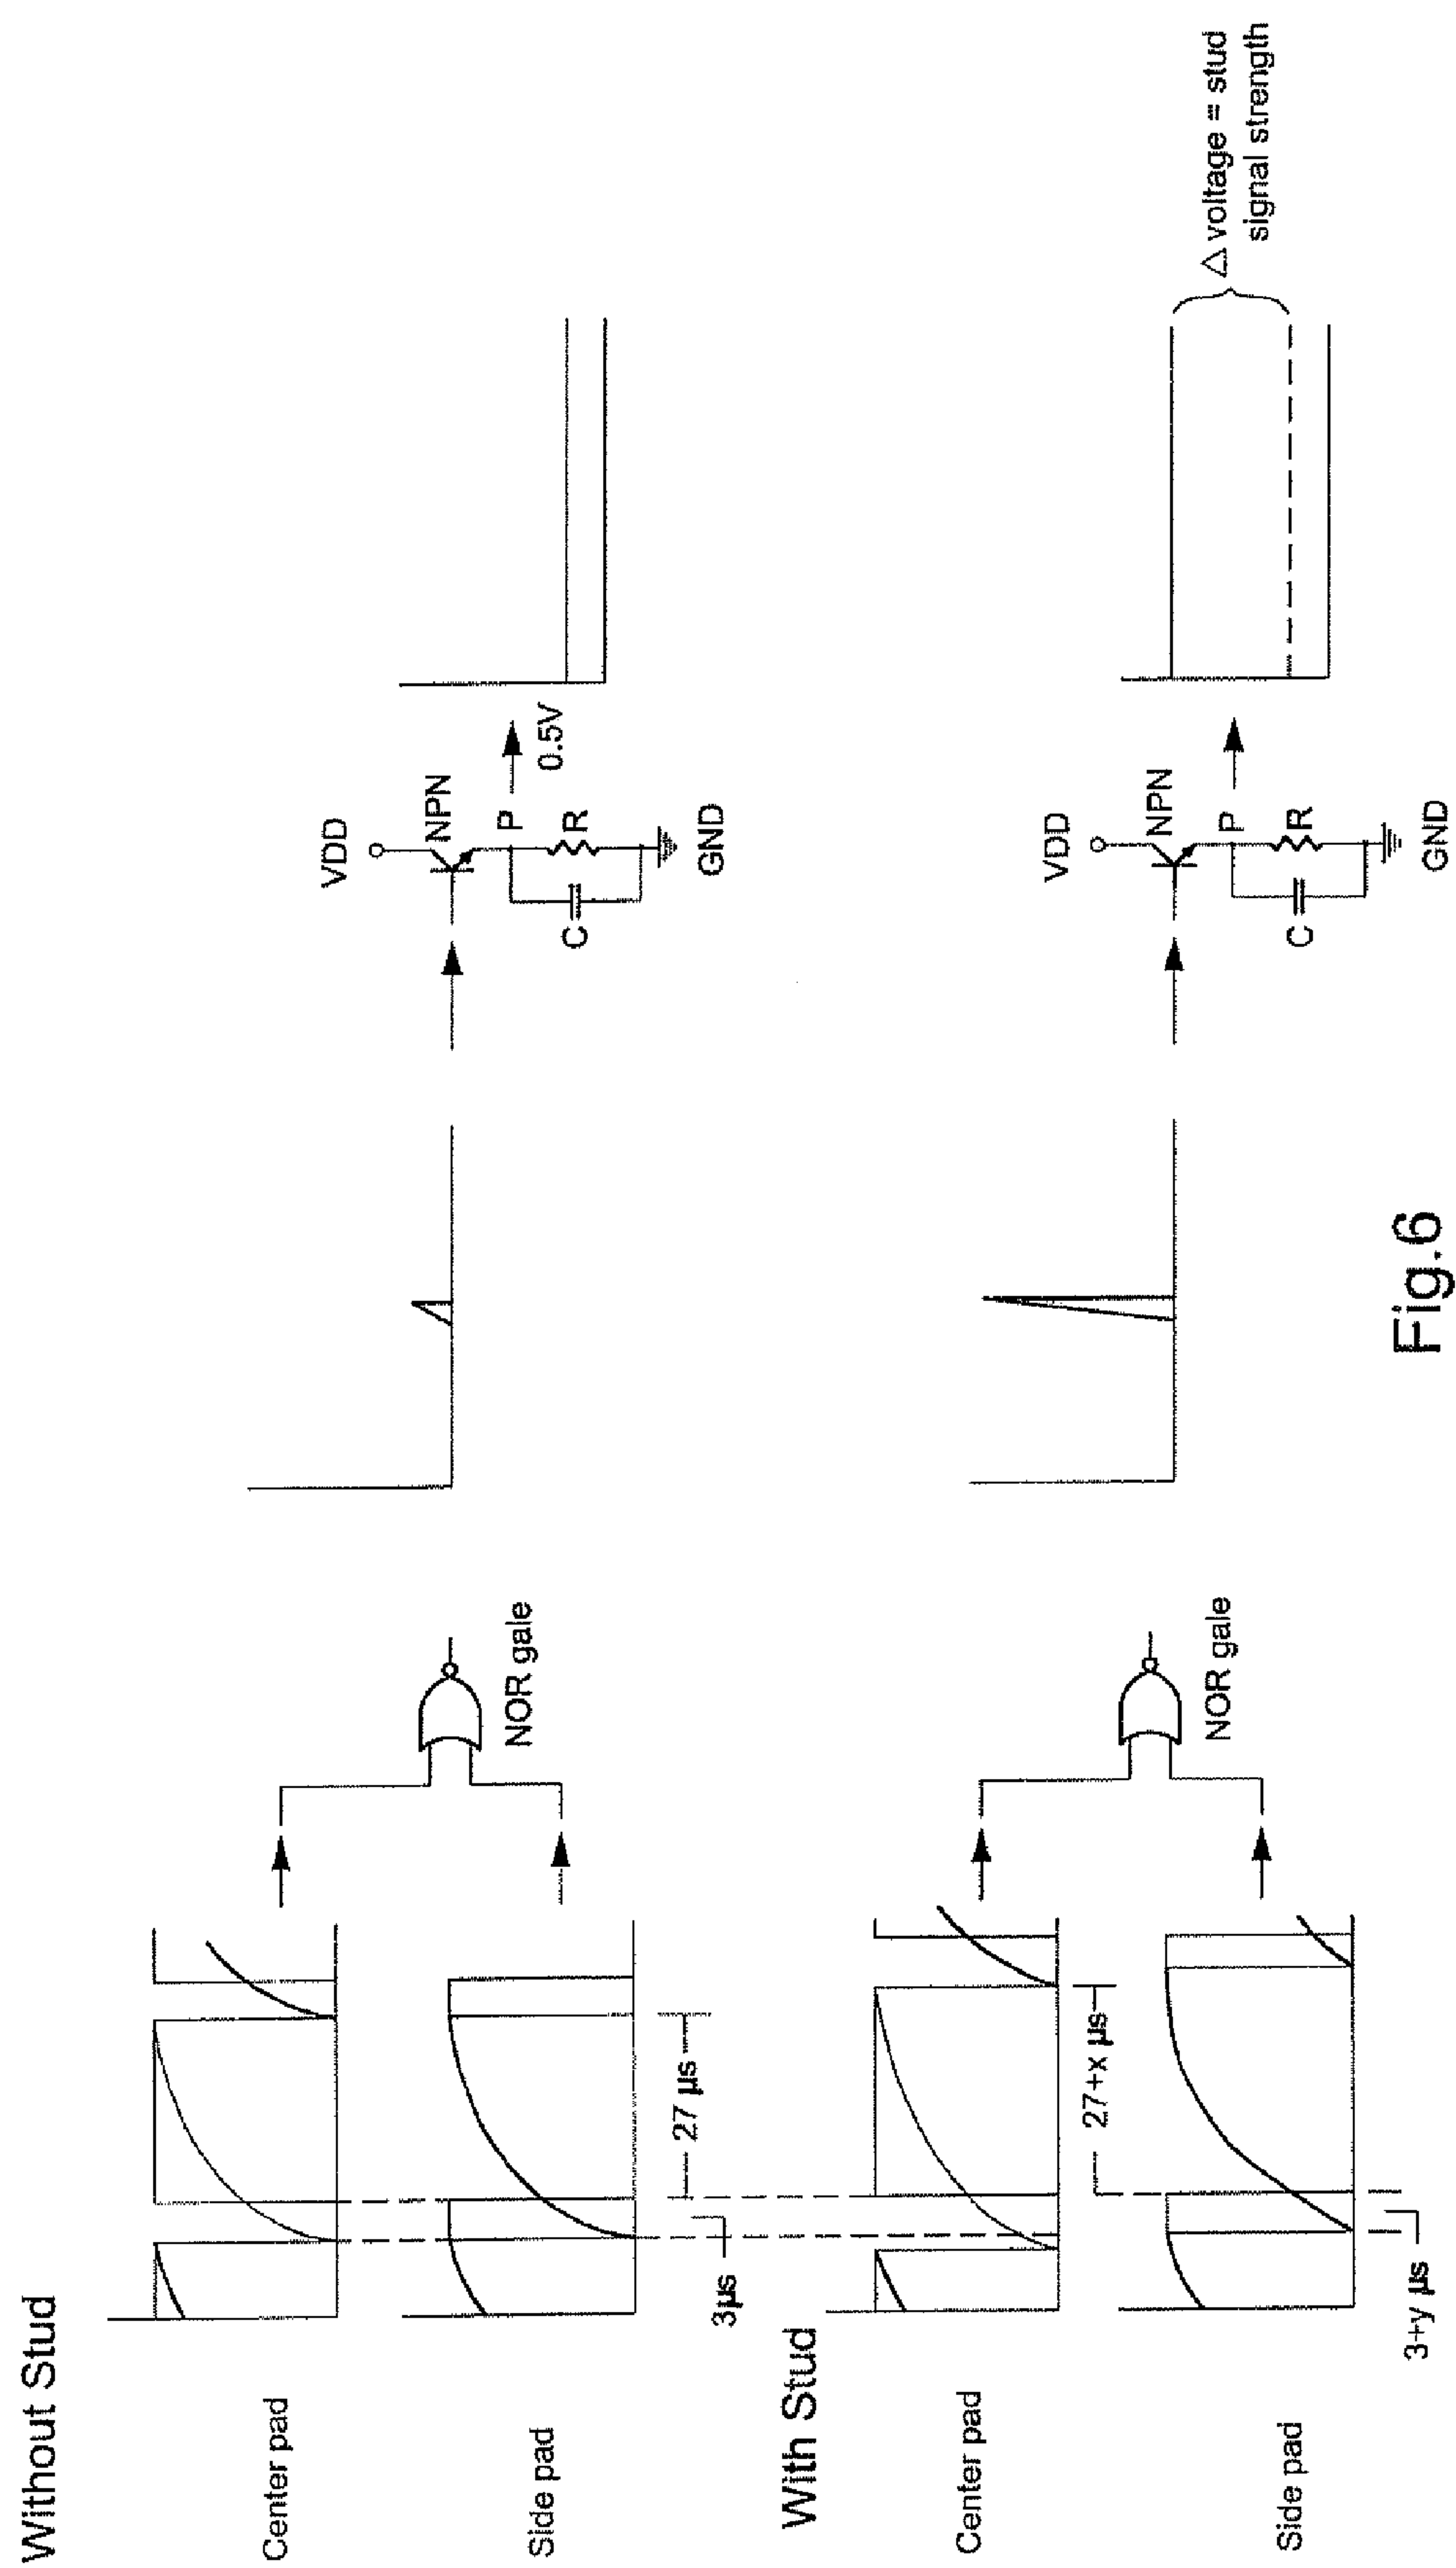 Without Stud
Center pad
Side pad
3µs
27 µs
NOR gale
VDD
NPN
P
0.5V
R
C
GND
With Stud
Center pad
Side pad
3+y µs
27+x µs
NOR gale
VDD
NPN
P
R
C
GND
△ voltage = stud
signal strength
Fig.6